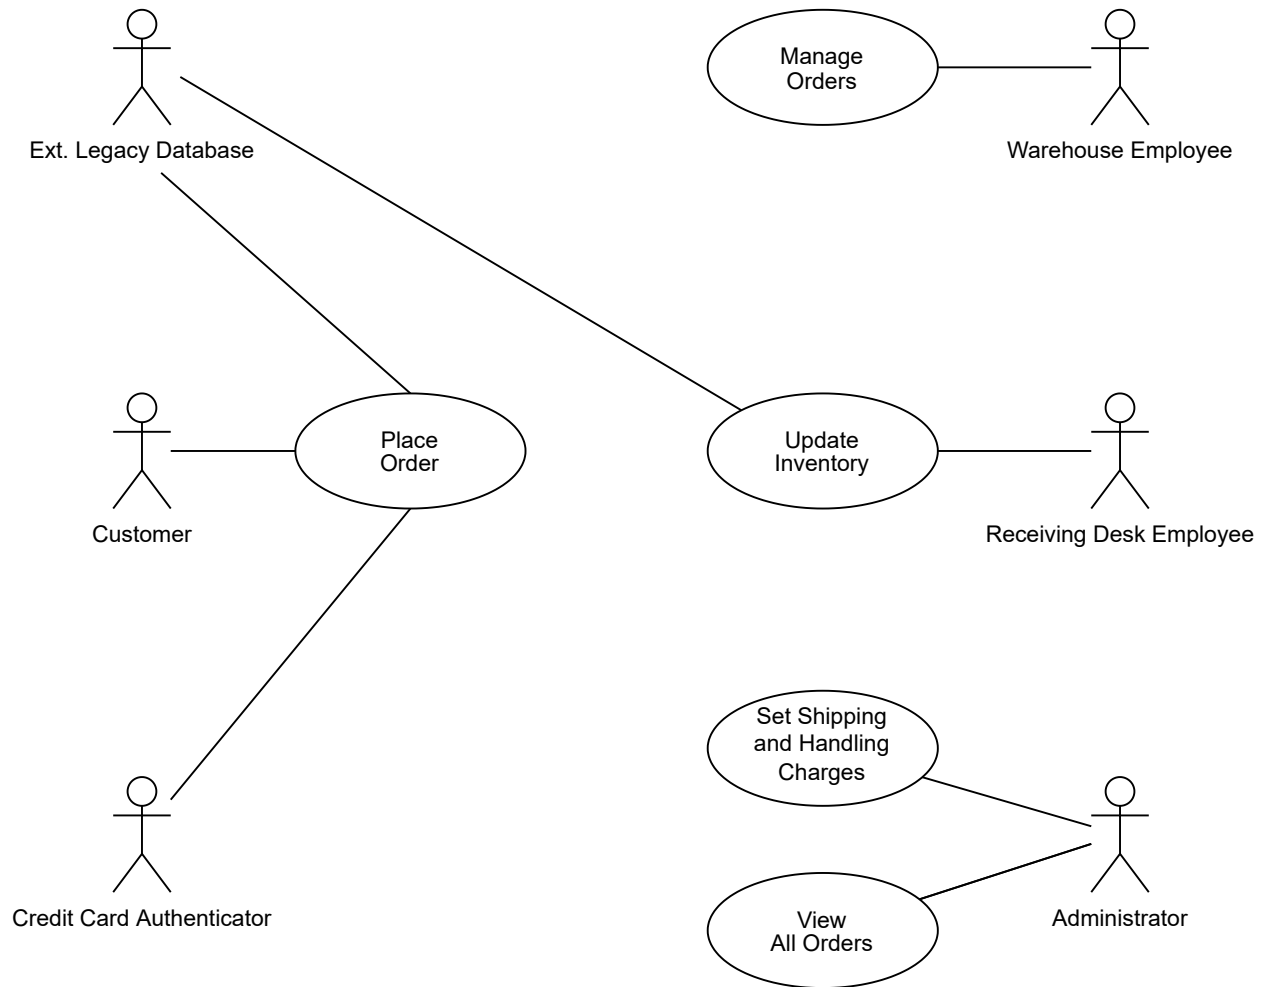 Manage
Orders
Ext. Legacy Database
Warehouse Employee
Place
Order
Update
Inventory
Customer
Receiving Desk Employee
Set Shipping
and Handling
Charges
Credit Card Authenticator
View
All Orders
Administrator